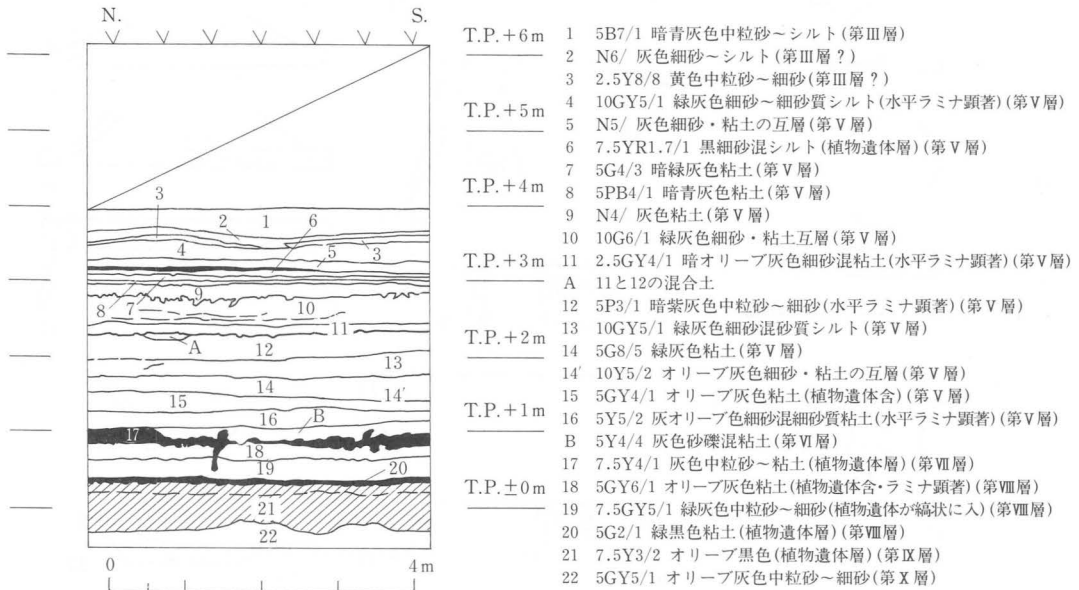 N.
S.
T.P.+6m
T.P.+5m
T.P.+4m
T.P.+3m
T.P.+2m
T.P.+1m
T.P.±0m
3
2
1
6
4
5
3
8
7
9
10
11
A
12
13
14
14′
15
16
B
17
18
19
20
21
22
0
4m
1 5B7/1 暗青灰色中粒砂~シルト(第Ⅲ層)
2 N6/ 灰色細砂~シルト(第Ⅲ層?)
3 2.5Y8/8 黄色中粒砂~細砂(第Ⅲ層?)
4 10GY5/1 緑灰色細砂~細砂質シルト(水平ラミナ顕著)(第Ⅴ層)
5 N5/ 灰色細砂・粘土の互層(第Ⅴ層)
6 7.5YR1.7/1 黒細砂混シルト(植物遺体層)(第Ⅴ層)
7 5G4/3 暗緑灰色粘土(第Ⅴ層)
8 5PB4/1 暗青灰色粘土(第Ⅴ層)
9 N4/ 灰色粘土(第Ⅴ層)
10 10G6/1 緑灰色細砂・粘土互層(第Ⅴ層)
11 2.5GY4/1 暗オリーブ灰色細砂混粘土(水平ラミナ顕著)(第Ⅴ層)
A 11と12の混合土
12 5P3/1 暗紫灰色中粒砂~細砂(水平ラミナ顕著)(第Ⅴ層)
13 10GY5/1 緑灰色細砂混砂質シルト(第Ⅴ層)
14 5G8/5 緑灰色粘土(第Ⅴ層)
14′ 10Y5/2 オリーブ灰色細砂・粘土の互層(第Ⅴ層)
15 5GY4/1 オリーブ灰色粘土(植物遺体含)(第Ⅴ層)
16 5Y5/2 灰オリーブ色細砂混細砂質粘土(水平ラミナ顕著)(第Ⅴ層)
B 5Y4/4 灰色砂礫混粘土(第Ⅵ層)
17 7.5Y4/1 灰色中粒砂~粘土(植物遺体層)(第Ⅶ層)
18 5GY6/1 オリーブ灰色粘土(植物遺体含・ラミナ顕著)(第Ⅷ層)
19 7.5GY5/1 緑灰色中粒砂~細砂(植物遺体が縞状に入)(第Ⅷ層)
20 5G2/1 緑黒色粘土(植物遺体層)(第Ⅷ層)
21 7.5Y3/2 オリーブ黒色(植物遺体層)(第Ⅸ層)
22 5GY5/1 オリーブ灰色中粒砂~細砂(第Ⅹ層)